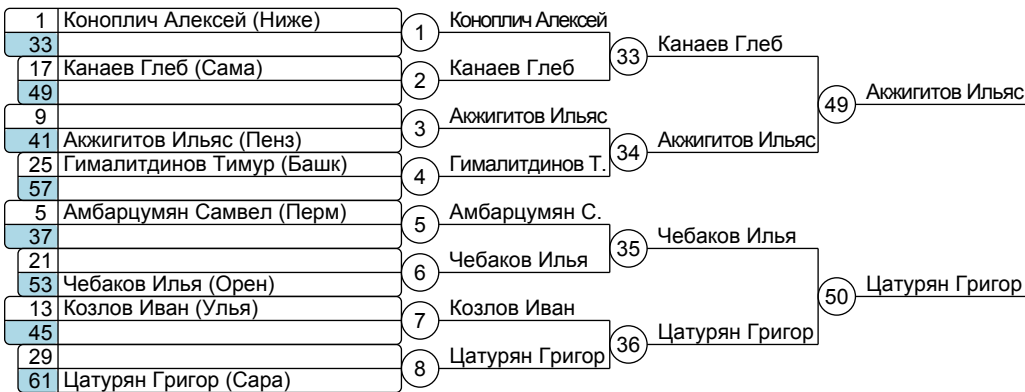 1 Коноплич Алексей (Ниже)
33
17 Канаев Глеб (Сама)
49
9
41 Акжигитов Ильяс (Пенз)
25 Гималитдинов Тимур (Башк)
57
5 Амбарцумян Самвел (Перм)
37
21
53 Чебаков Илья (Орен)
13 Козлов Иван (Улья)
45
29
61 Цатурян Григор (Сара)
1 Коноплич Алексей
2 Канаев Глеб
3 Акжигитов Ильяс
4 Гималитдинов Т.
5 Амбарцумян С.
6 Чебаков Илья
7 Козлов Иван
8 Цатурян Григор
33 Канаев Глеб
34 Акжигитов Ильяс
35 Чебаков Илья
36 Цатурян Григор
49 Акжигитов Ильяс
50 Цатурян Григор